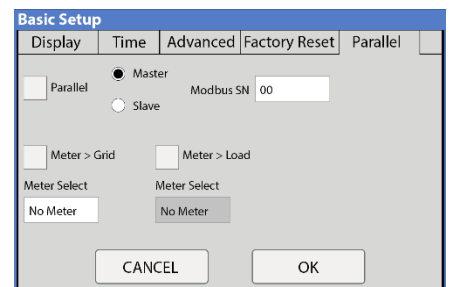 Basic Setup
Display Time Advanced Factory Reset Parallel
Parallel
Master
Slave
Modbus SN 00
Meter > Grid Meter > Load
Meter Select Meter Select
No Meter No Meter
CANCEL OK